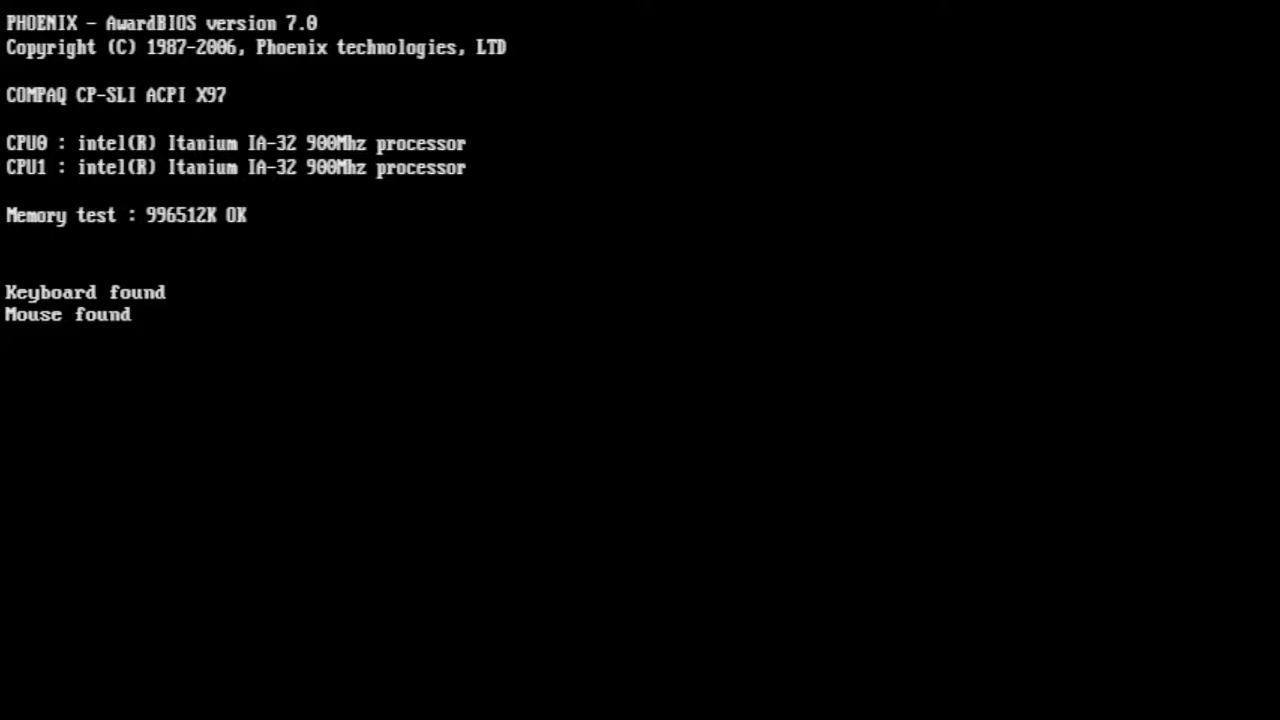 PHOENIX - AwardBIOS version 7.0
Copyright (C) 1987-2006, Phoenix technologies, LTD
COMPAQ CP-SLI ACPI X97
CPU0 : intel(R) Itanium IA-32 900Mhz processor
CPU1 : intel(R) Itanium IA-32 900Mhz processor
Memory test : 996512K OK
Keyboard found
Mouse found